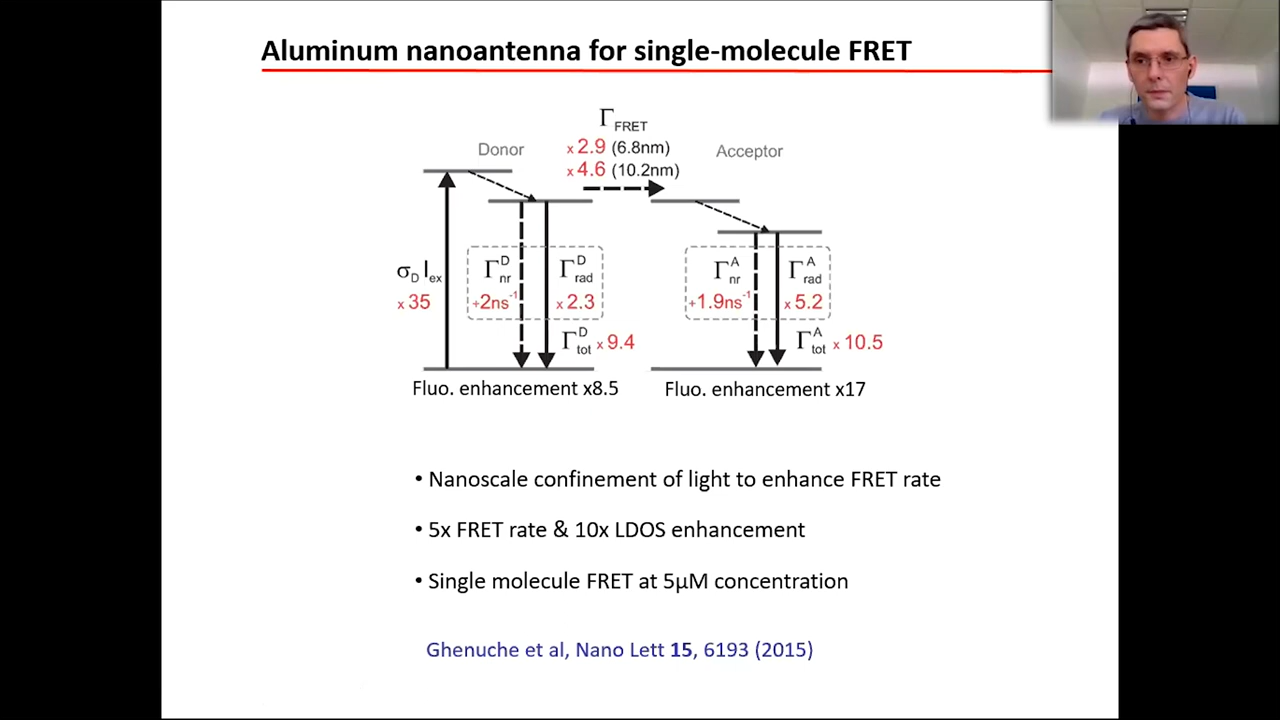 Aluminum nanoantenna for single-molecule FRET
Γ FRET
Donor
x 2.9 (6.8nm)
Acceptor
x 4.6 (10.2nm)
σD Iex
x 35
Γ D nr
+2ns-1
Γ D rad
x 2.3
Γ D tot x 9.4
Γ A nr
+1.9ns-1
Γ A rad
x 5.2
Γ A tot x 10.5
Fluo. enhancement x8.5
Fluo. enhancement x17
• Nanoscale confinement of light to enhance FRET rate
• 5x FRET rate & 10x LDOS enhancement
• Single molecule FRET at 5µM concentration
Ghenuche et al, Nano Lett 15, 6193 (2015)